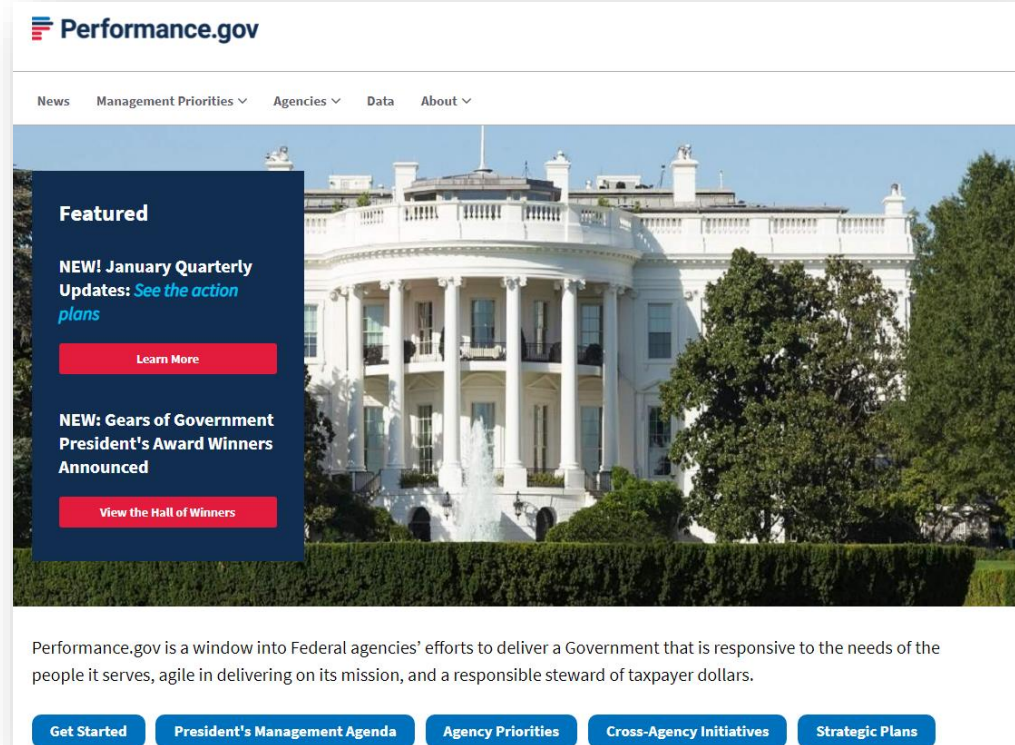 Performance.gov
News Management Priorities Agencies Data About
Featured
NEW! January Quarterly
Updates: See the action
plans
Learn More
NEW: Gears of Government
President's Award Winners
Announced
View the Hall of Winners
Performance.gov is a window into Federal agencies’ efforts to deliver a Government that is responsive to the needs of the
people it serves, agile in delivering on its mission, and a responsible steward of taxpayer dollars.
Get Started President's Management Agenda Agency Priorities Cross-Agency Initiatives Strategic Plans